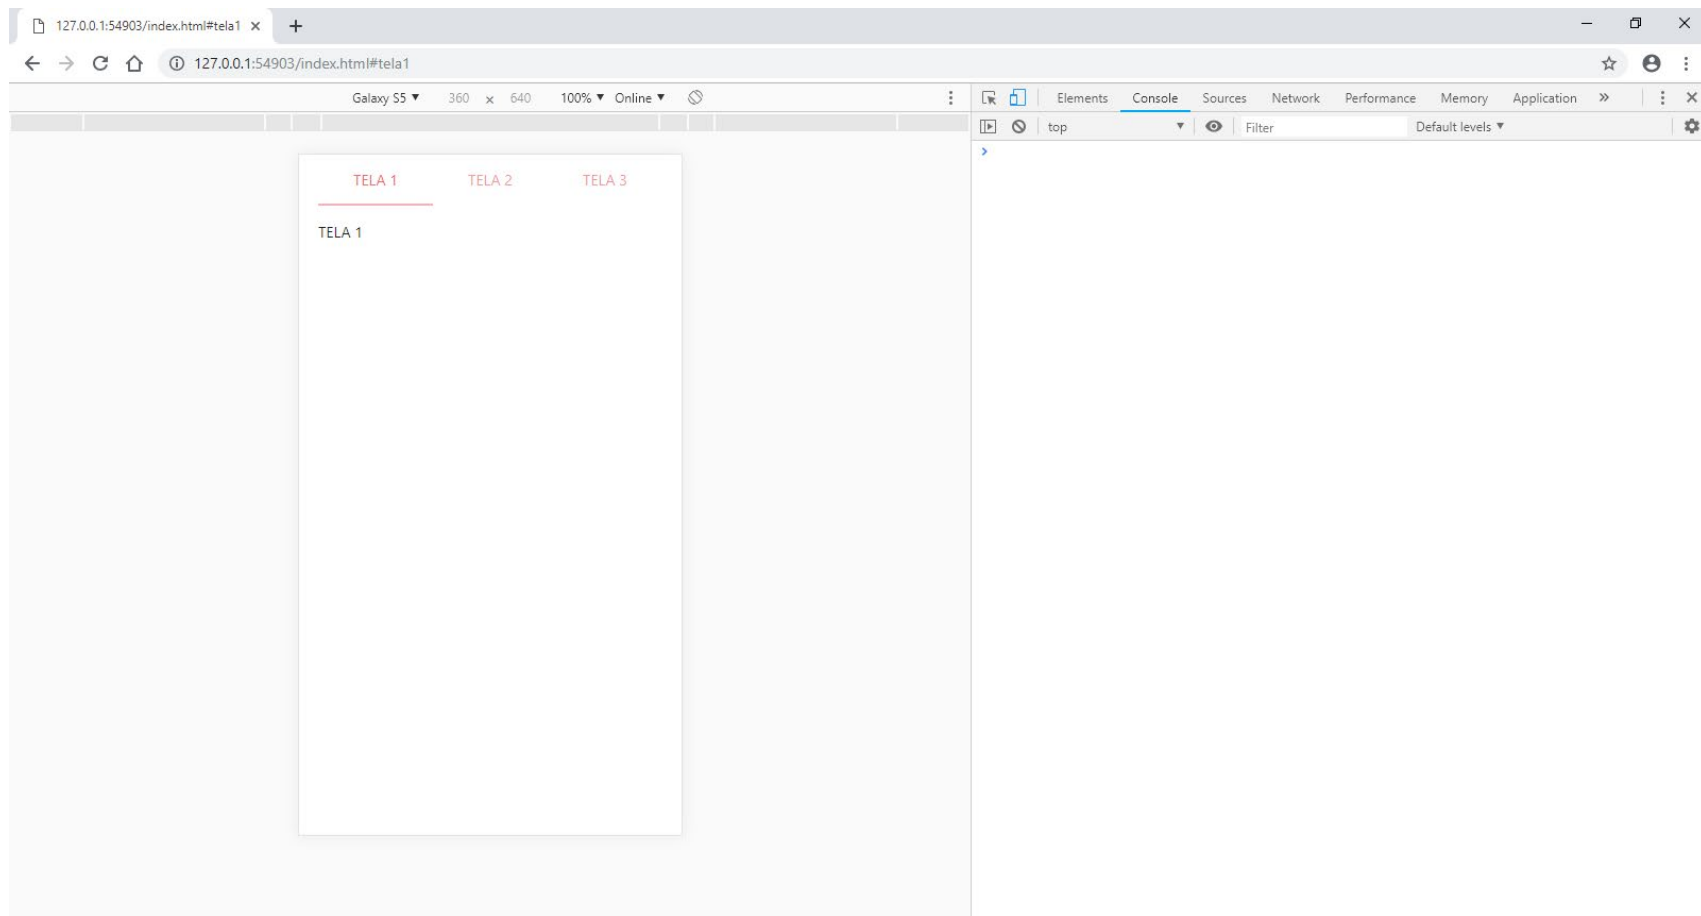 127.0.0.1:54903/index.html#tela1
127.0.0.1:54903/index.html#tela1
Galaxy S5 360 x 640 100% Online
Elements Console Sources Network Performance Memory Application
top Filter Default levels
TELA 1 TELA 2 TELA 3
TELA 1